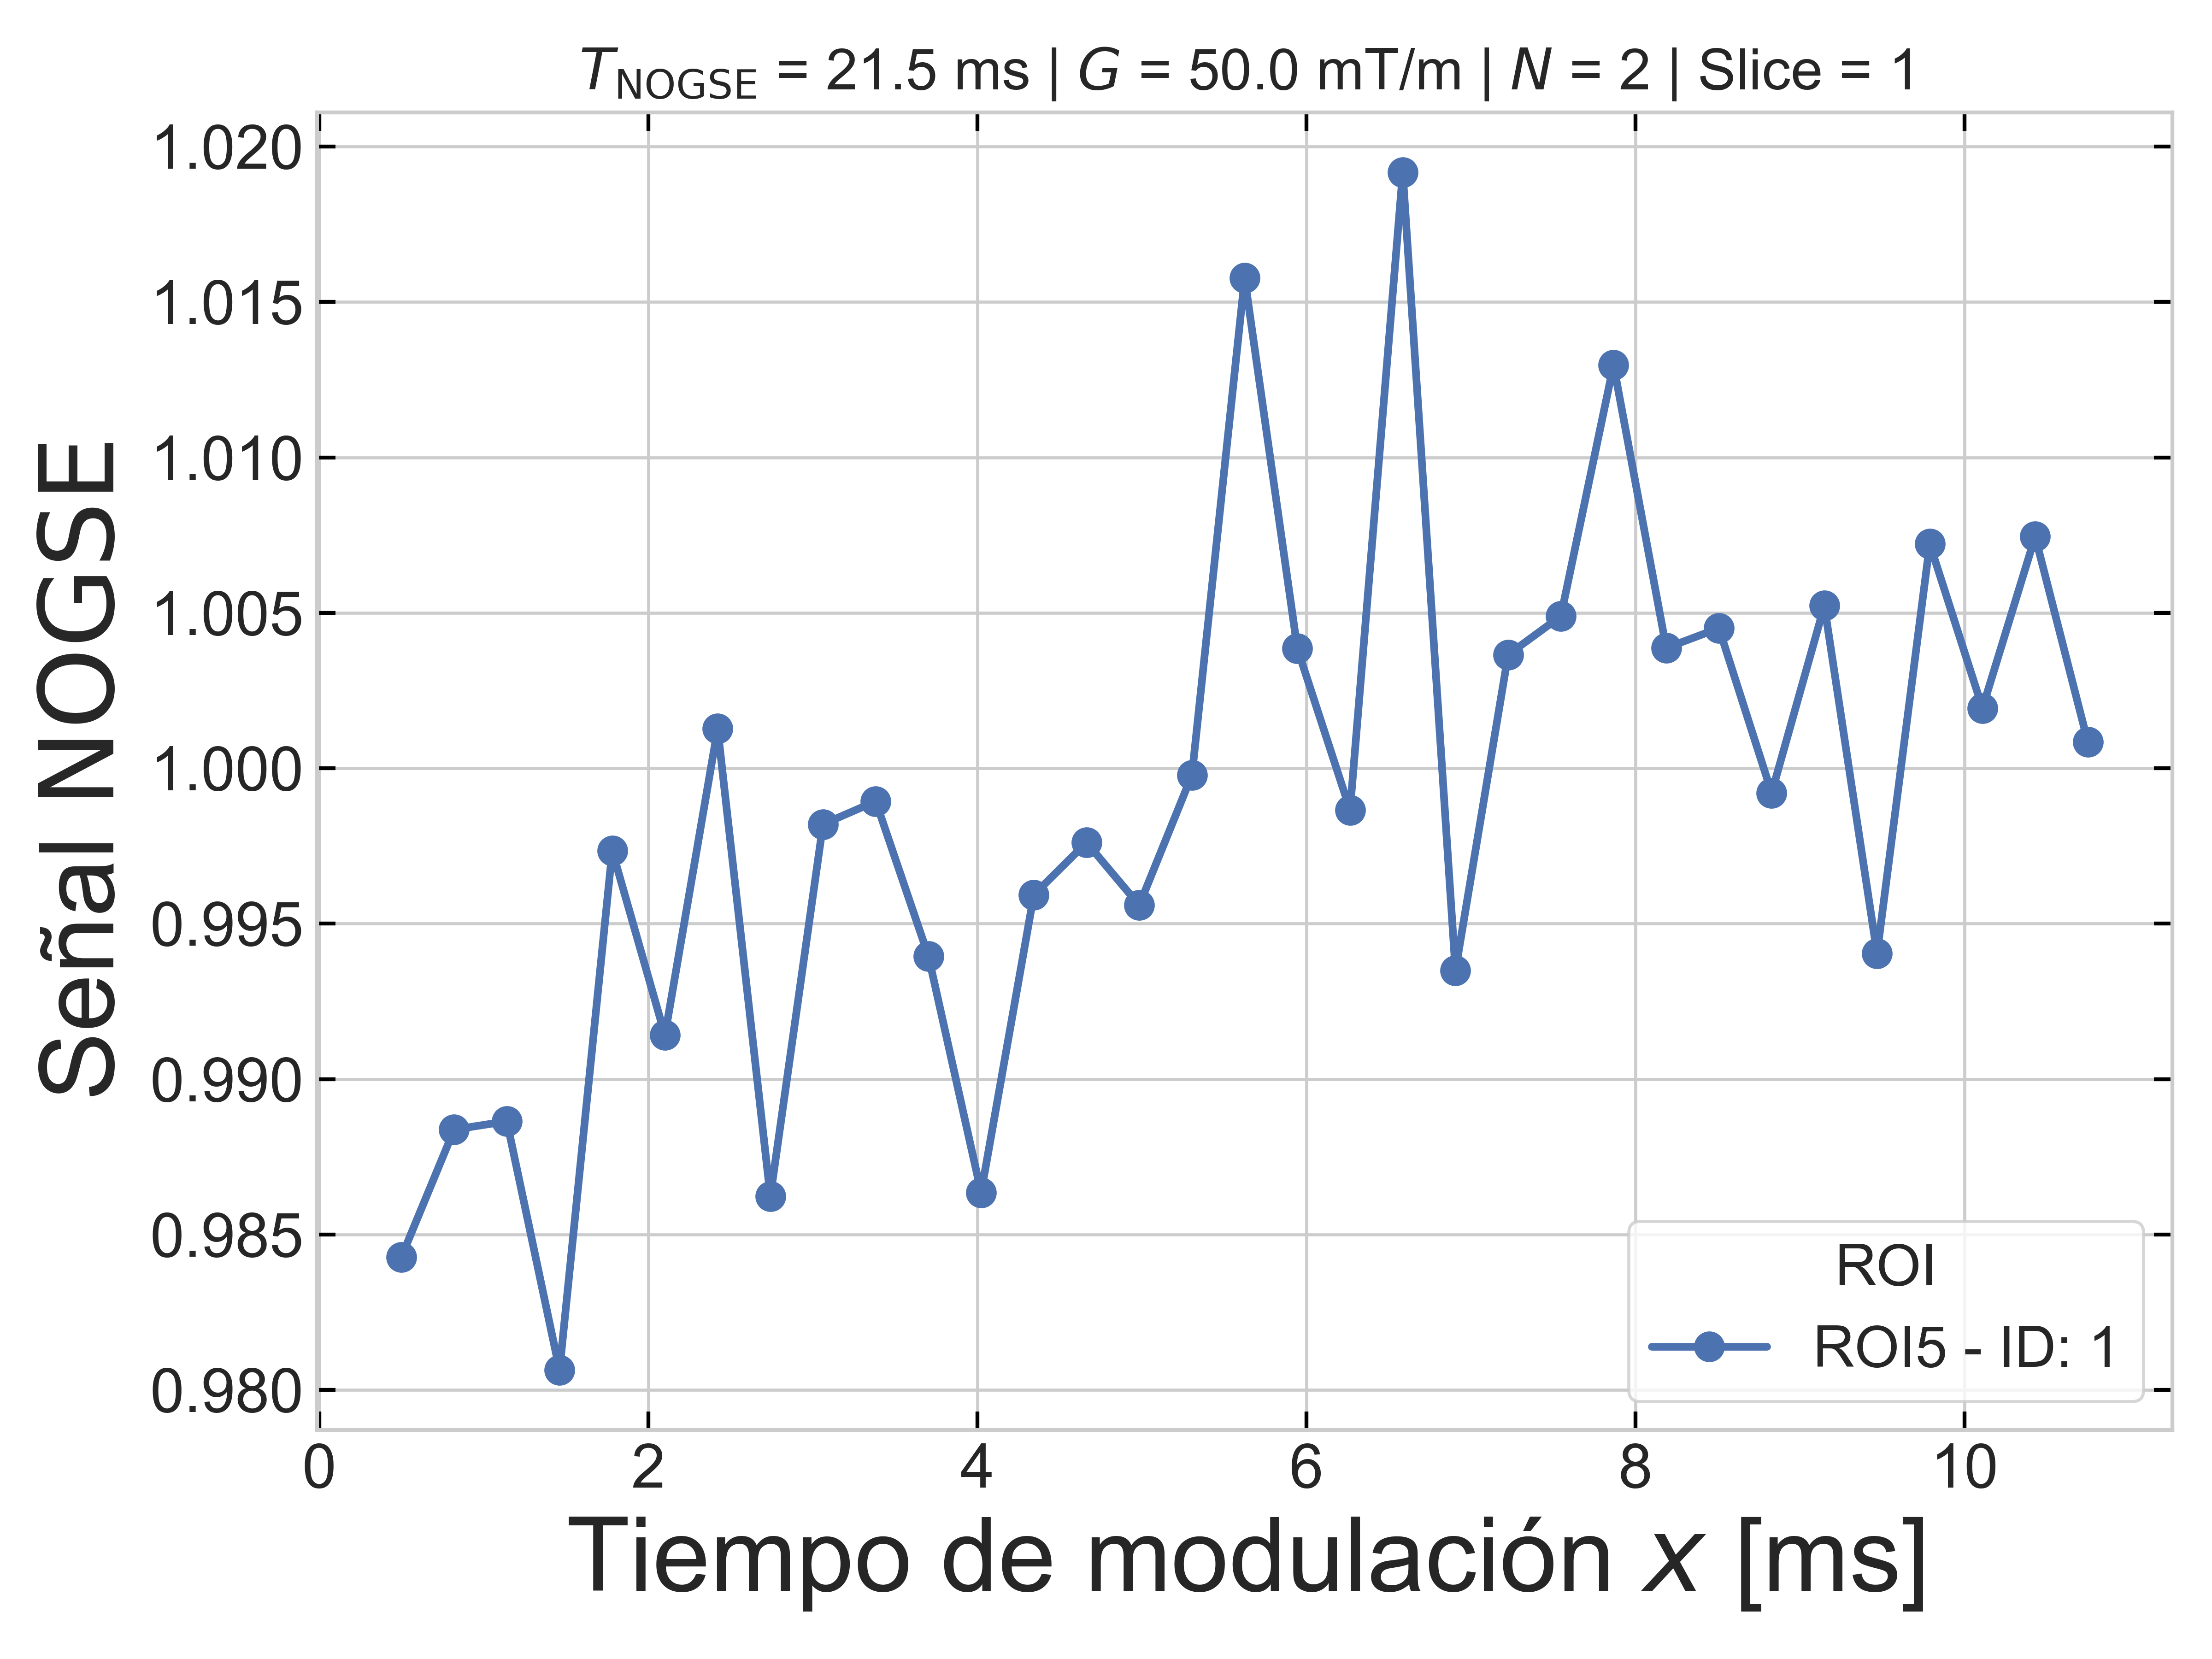 T_NOGSE = 21.5 ms | G = 50.0 mT/m | N = 2 | Slice = 1
Señal NOGSE
1.020
1.015
1.010
1.005
1.000
0.995
0.990
0.985
0.980
ROI
ROI5 - ID: 1
0 2 4 6 8 10
Tiempo de modulación x [ms]